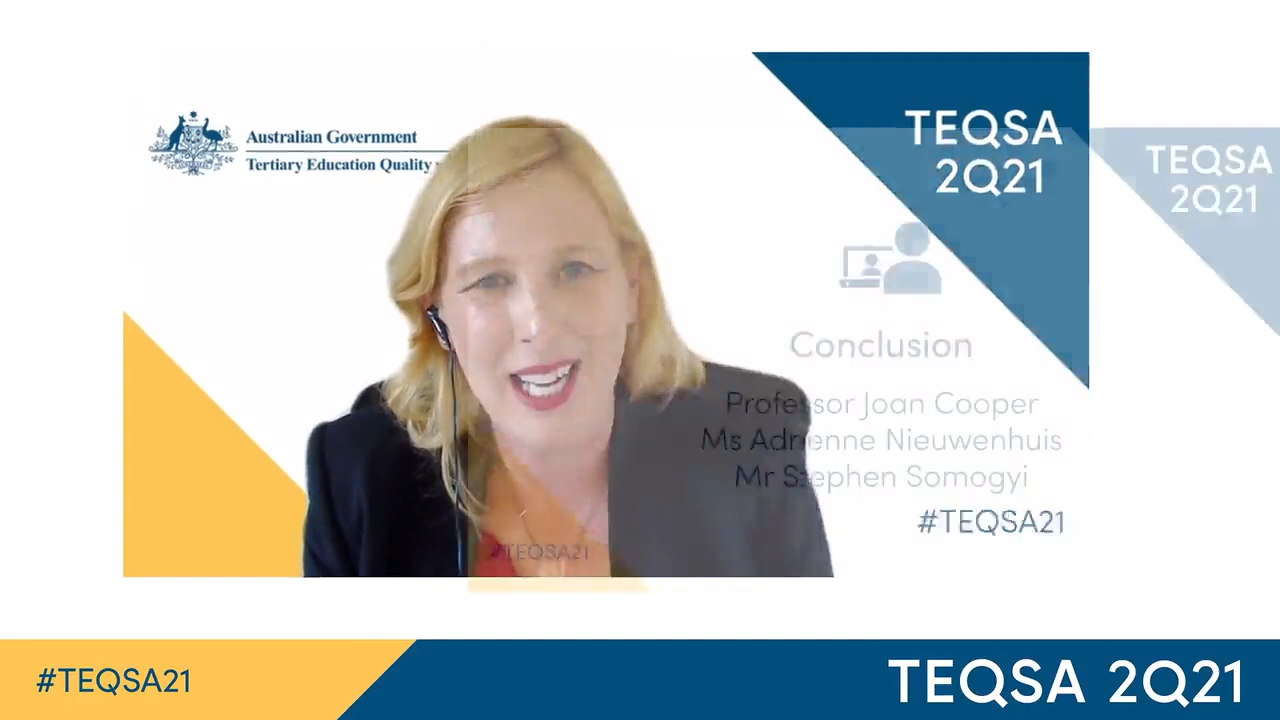 Australian Government
Tertiary Education Quality
TEQSA
2Q21
TEQSA
2Q21
Conclusion
Professor Joan Cooper
Ms Adrienne Nieuwenhuis
Mr Stephen Somogyi
#TEQSA21
#TEQSA21
#TEQSA21
TEQSA 2Q21